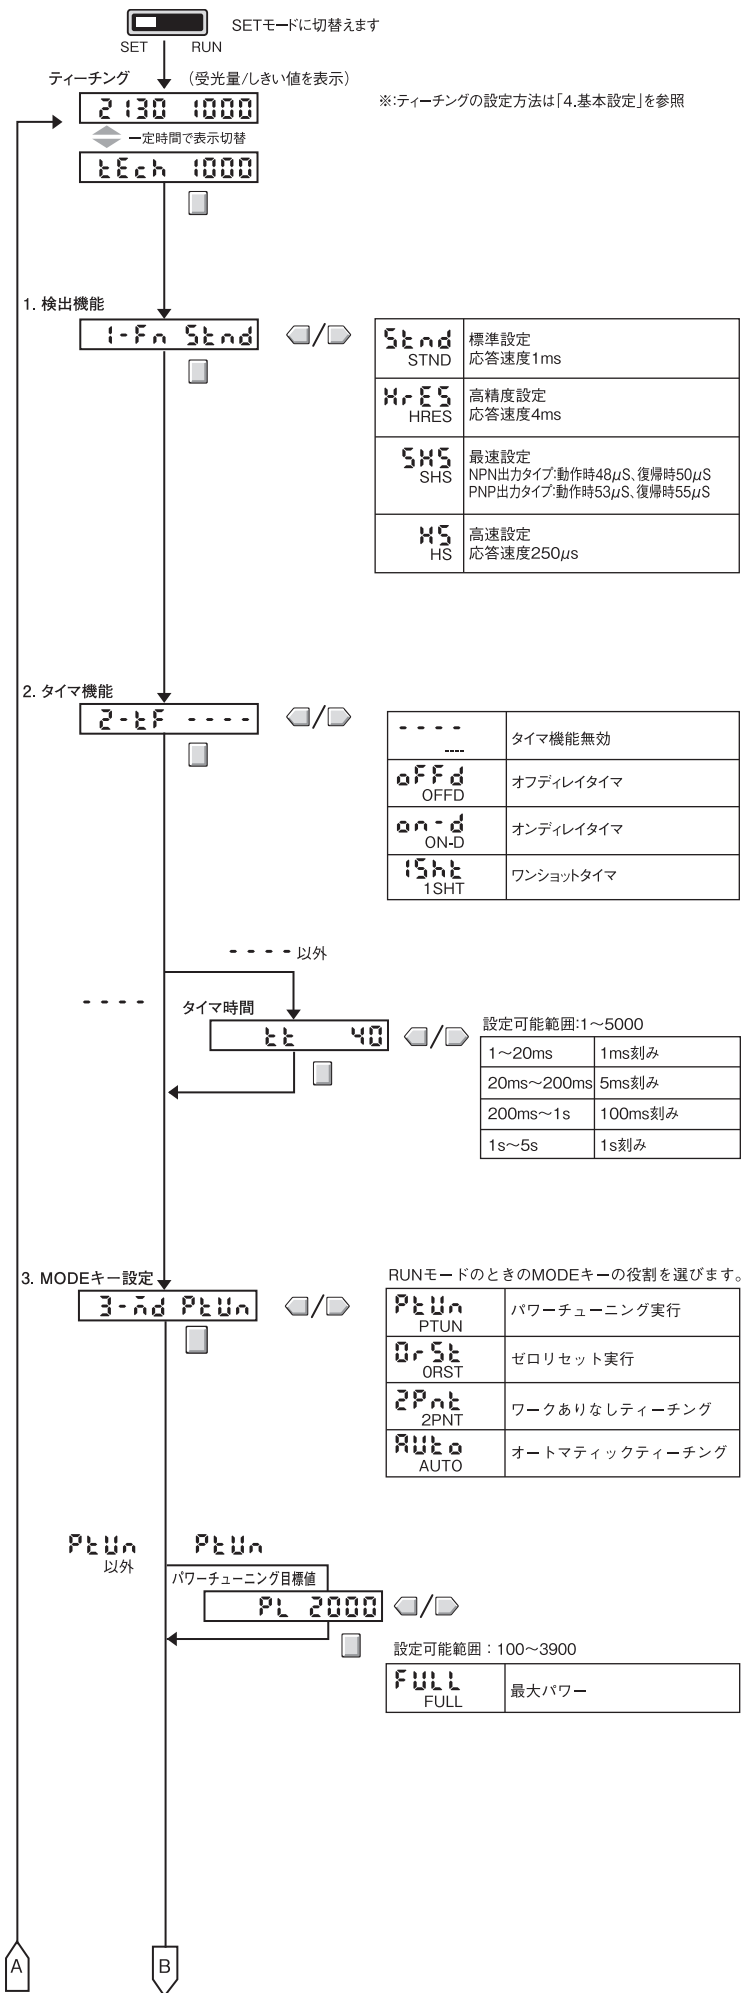 SETモードに切替えます
SET RUN
ティーチング (受光量/しきい値を表示)
2130 1000
※:ティーチングの設定方法は「4.基本設定」を参照
一定時間で表示切替
tEch 1000
1. 検出機能
1-Fn Stnd
/
Stnd
STND
標準設定
応答速度1ms
HrES
HRES
高精度設定
応答速度4ms
SHS
SHS
最速設定
NPN出力タイプ:動作時48μS、復帰時50μS
PNP出力タイプ:動作時53μS、復帰時55μS
HS
HS
高速設定
応答速度250μs
2. タイマ機能
2-tF ----
/
----
----
タイマ機能無効
oFFd
OFFD
オフディレイタイマ
on-d
ON-D
オンディレイタイマ
1Sht
1SHT
ワンショットタイマ
---- 以外
----
タイマ時間
tt 40
/
設定可能範囲:1～5000
1～20ms 1ms刻み
20ms～200ms 5ms刻み
200ms～1s 100ms刻み
1s～5s 1s刻み
3. MODEキー設定
3-ñd PtUn
/
RUNモードのときのMODEキーの役割を選びます。
PtUn
PTUN
パワーチューニング実行
0rSt
0RST
ゼロリセット実行
2Pnt
2PNT
ワークありなしティーチング
AUto
AUTO
オートマティックティーチング
PtUn
以外
PtUn
パワーチューニング目標値
PL 2000
/
設定可能範囲：100～3900
FULL
FULL
最大パワー
A
B